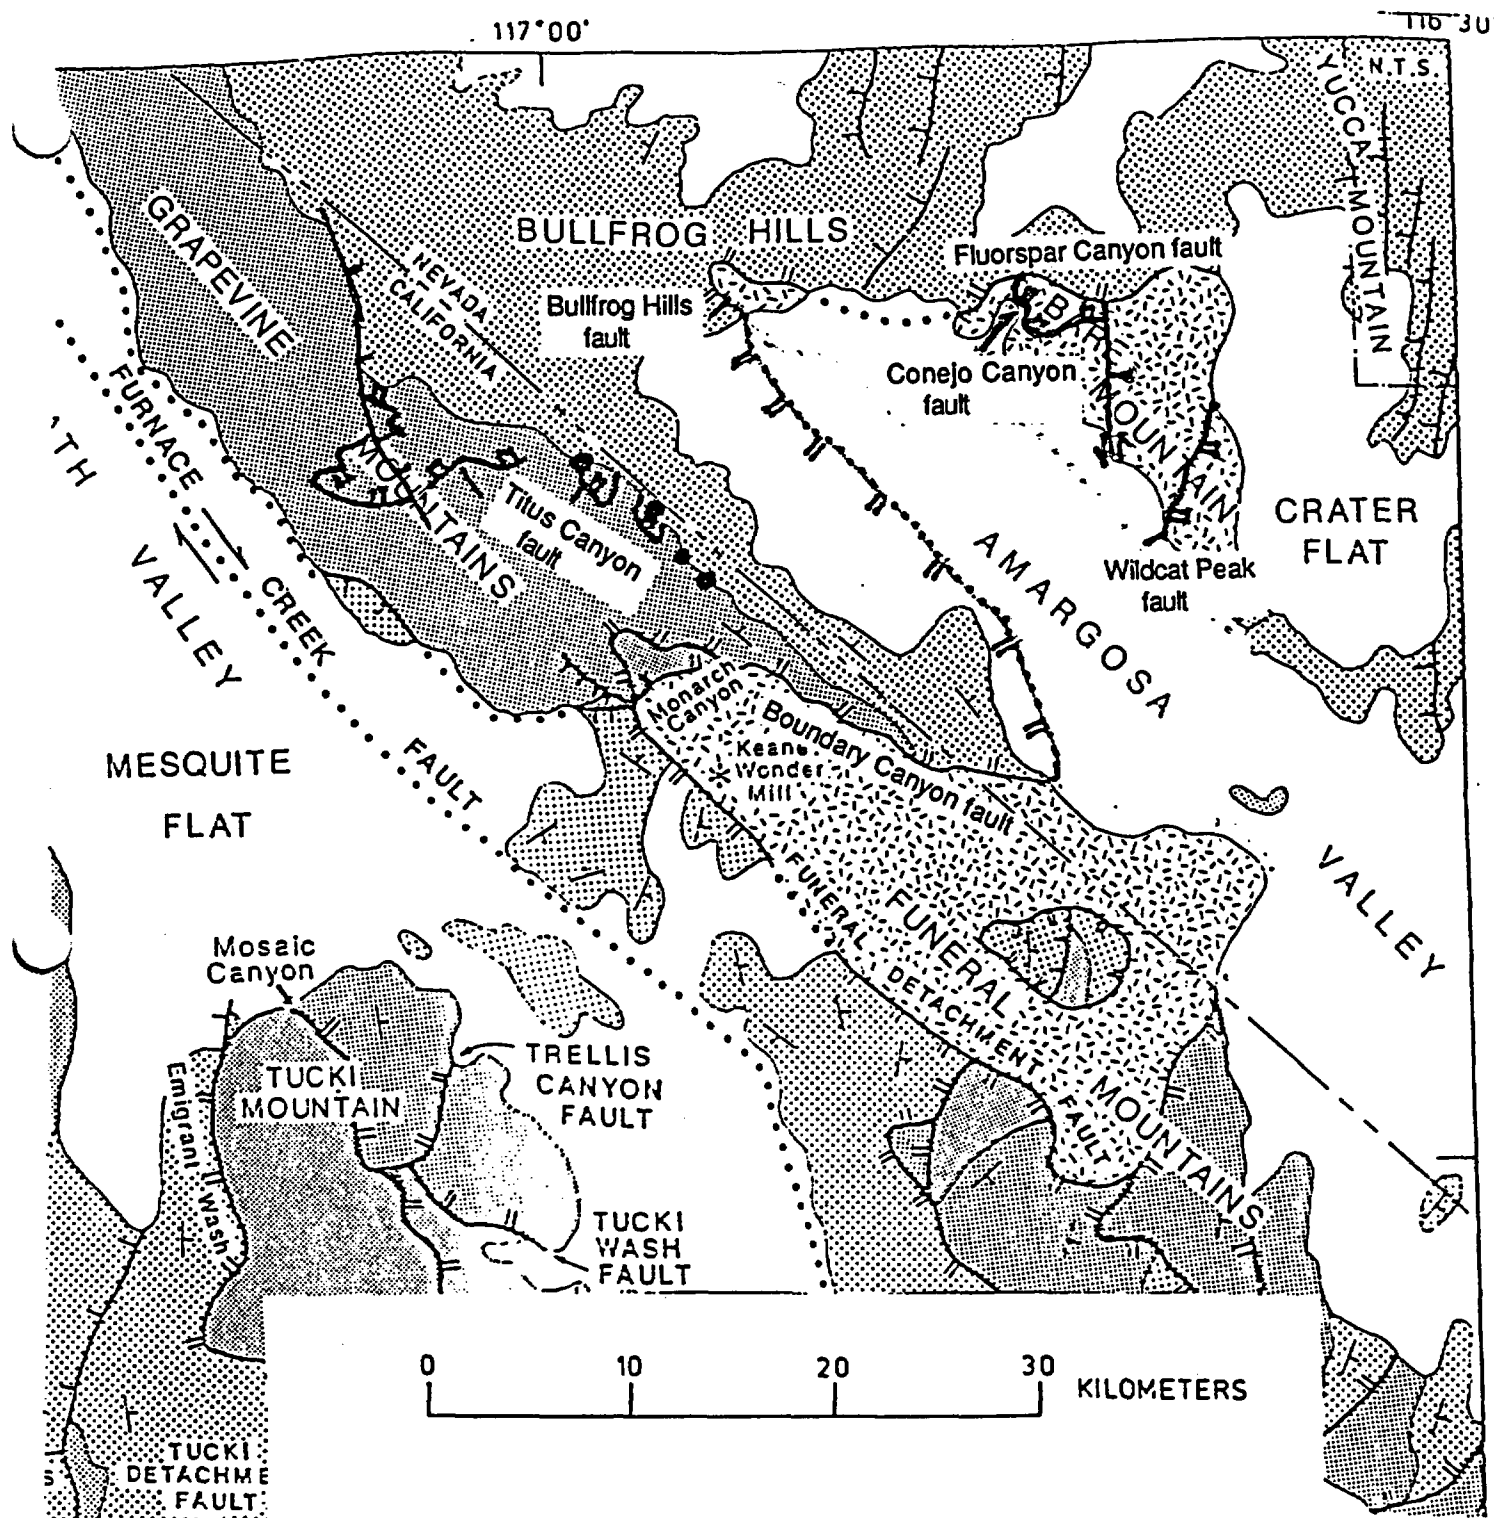 117°00'
116 30
N.T.S.
YUCCA MOUNTAIN
GRAPEVINE
MOUNTAINS
BULLFROG HILLS
NEVADA
CALIFORNIA
Fluorspar Canyon fault
Bullfrog Hills
fault
Conejo Canyon
fault
MOUNTAIN
Titus Canyon
fault
CRATER
FLAT
Wildcat Peak
fault
AMARGOSA
VALLEY
FURNACE
CREEK
FAULT
TH
VALLEY
MESQUITE
FLAT
Monarch
Canyon
Boundary Canyon fault
Keane
Wonder
Mill
FUNERAL
DETACHMENT
FAULT
FUNERAL
MOUNTAINS
Mosaic
Canyon
TUCKI
MOUNTAIN
Emigrant
Wash
TRELLIS
CANYON
FAULT
TUCKI
WASH
FAULT
0 10 20 30
KILOMETERS
TUCKI
S DETACHME
FAULT